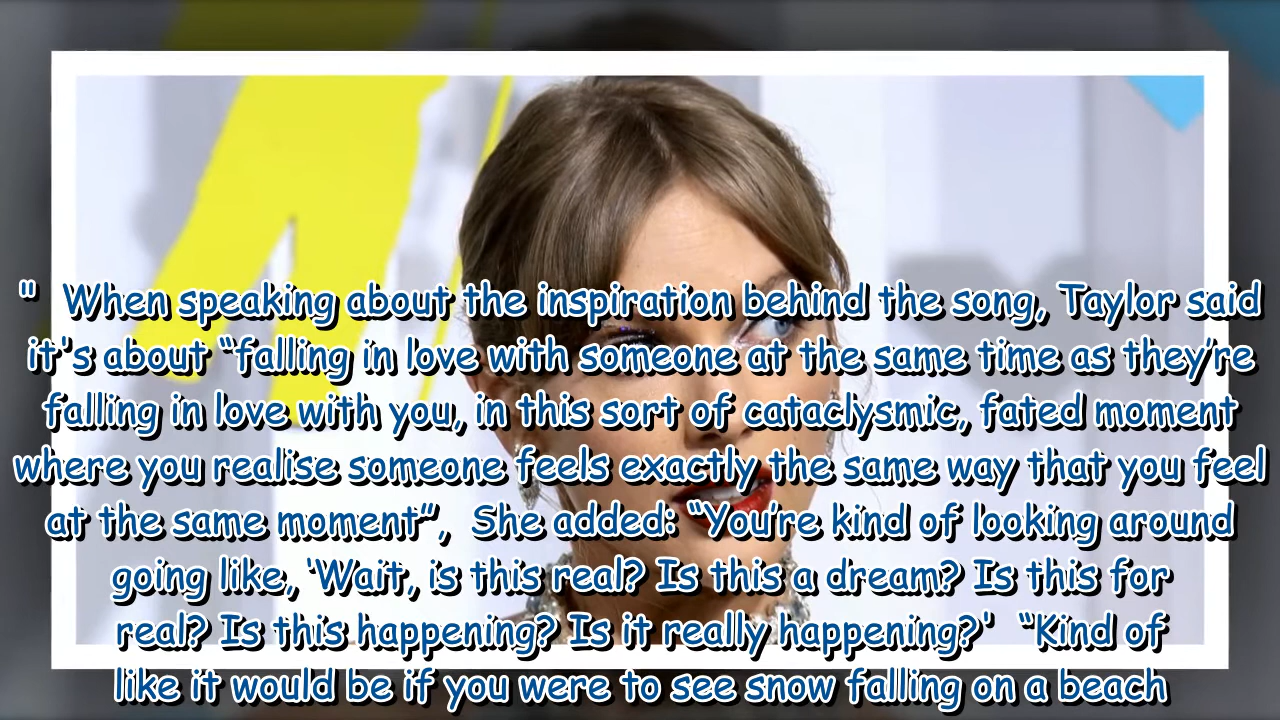 "  When speaking about the inspiration behind the song, Taylor said
it's about “falling in love with someone at the same time as they’re
falling in love with you, in this sort of cataclysmic, fated moment
where you realise someone feels exactly the same way that you feel
at the same moment”,  She added: “You’re kind of looking around
going like, ‘Wait, is this real? Is this a dream? Is this for
real? Is this happening? Is it really happening?'  “Kind of
like it would be if you were to see snow falling on a beach